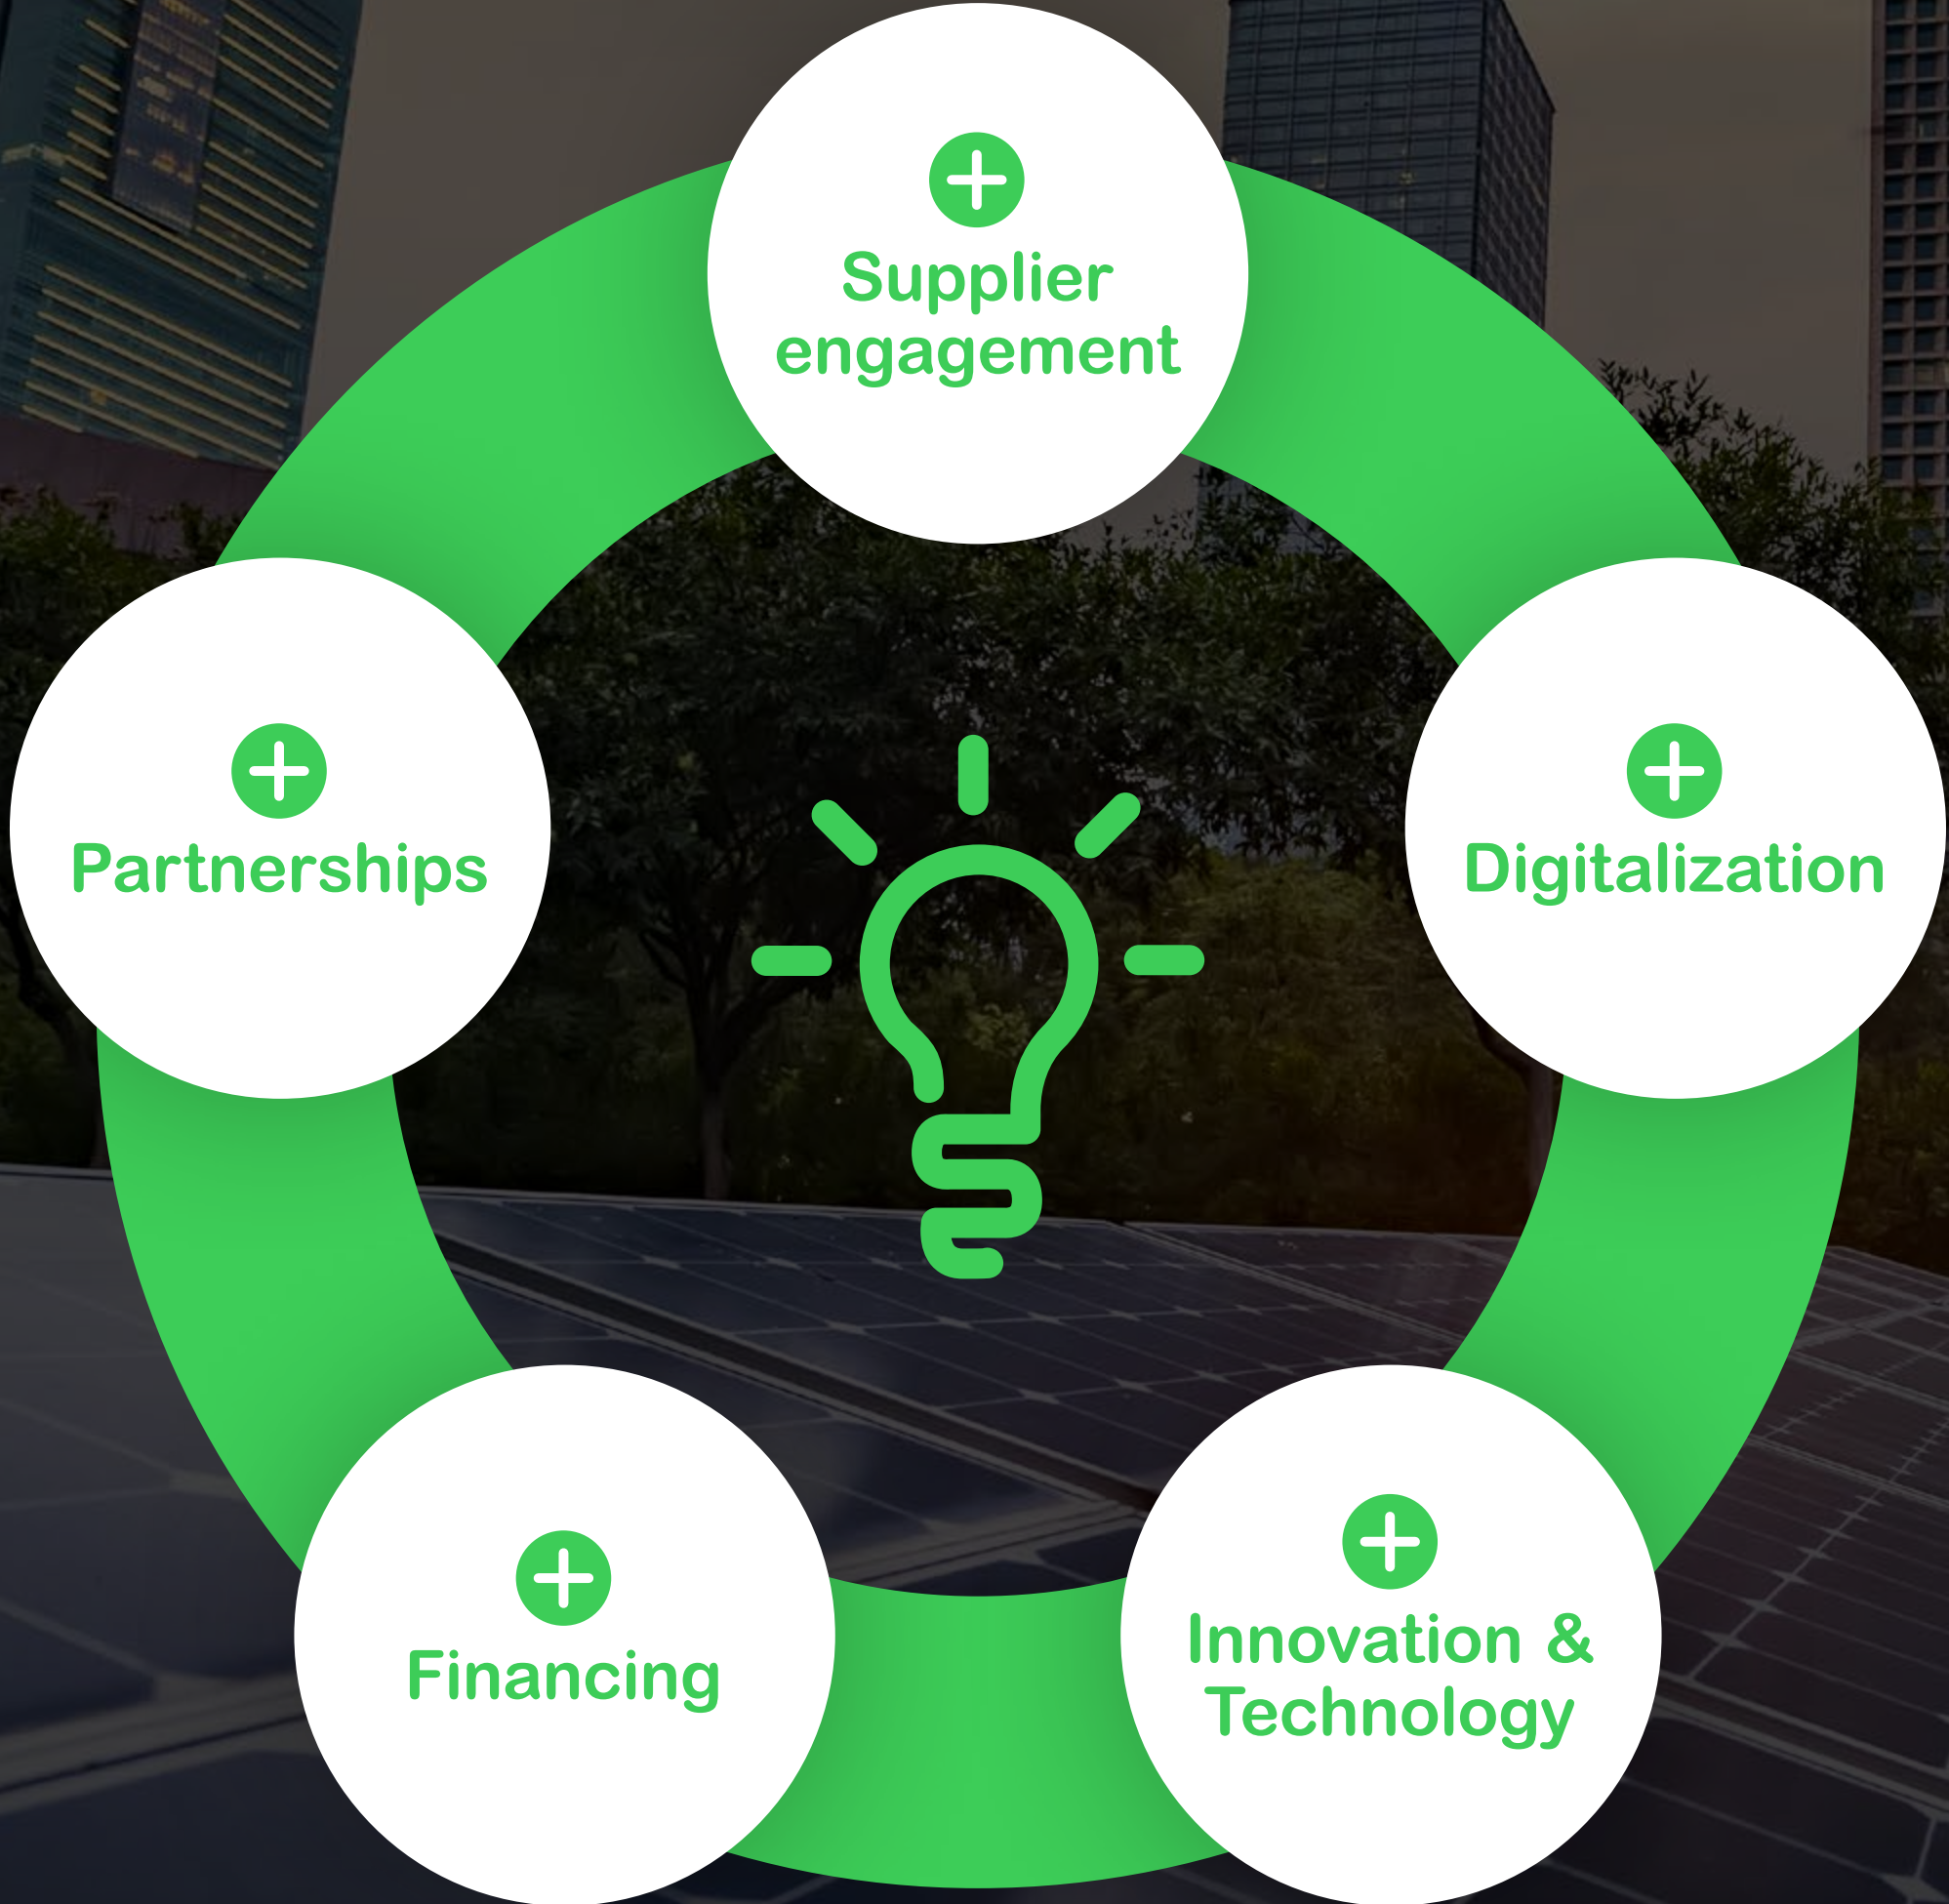 Supplier
engagement
Partnerships
Digitalization
Financing
Innovation &
Technology